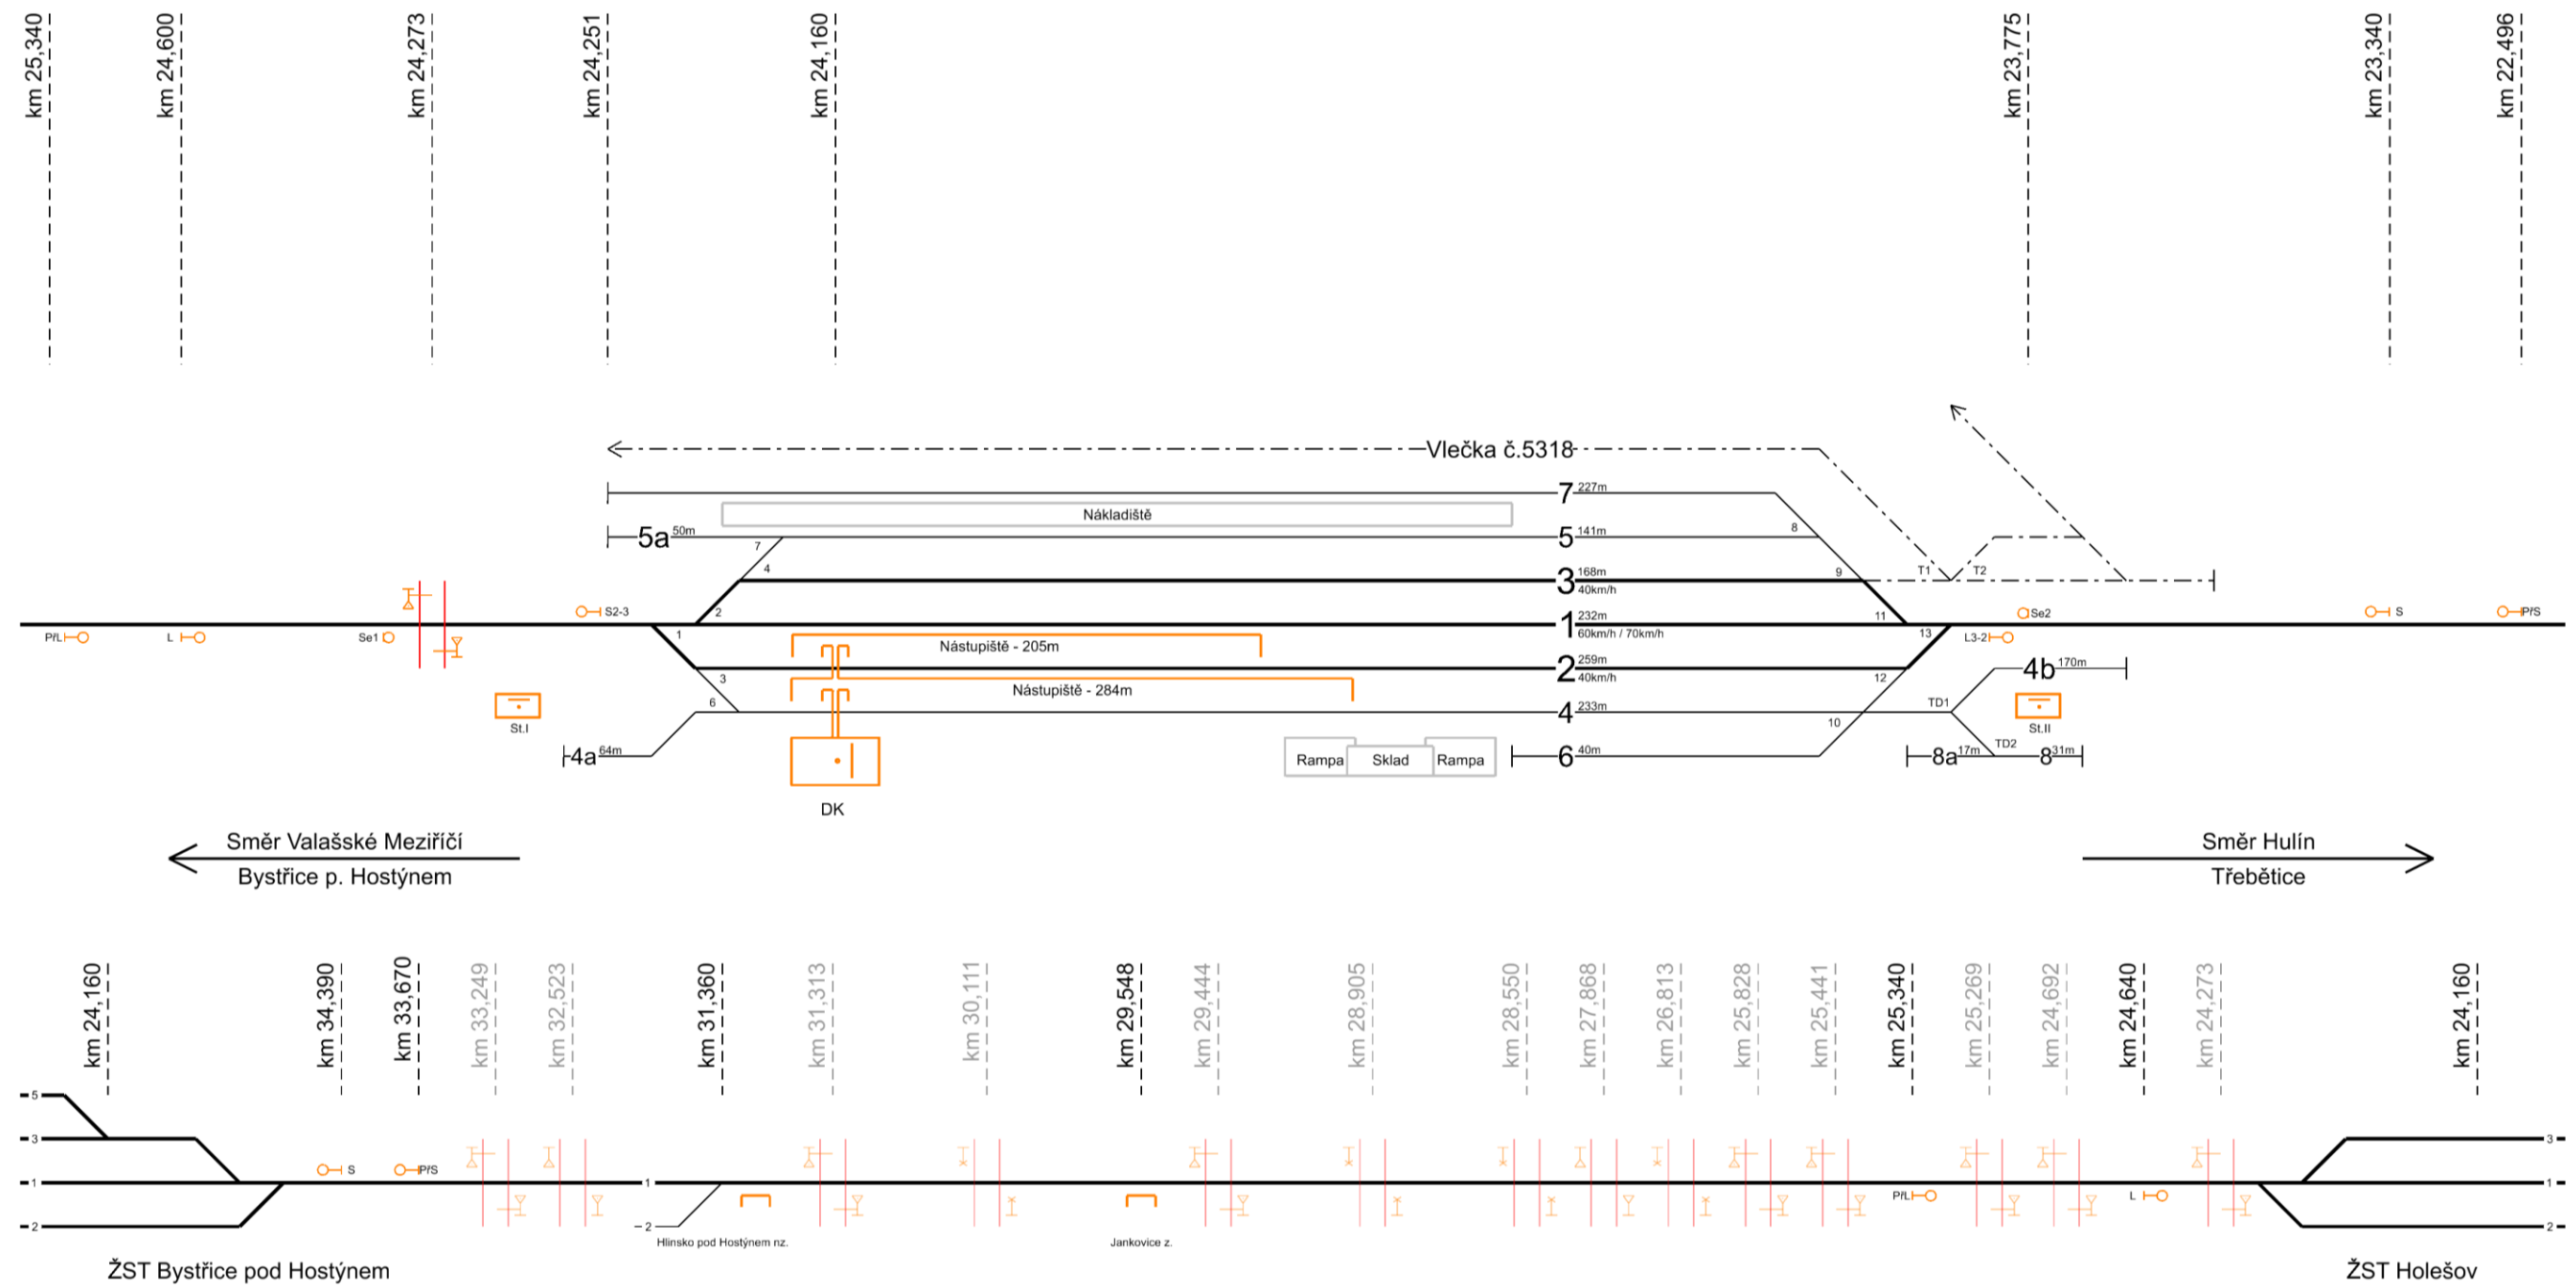 km 25,340
km 24,600
km 24,273
km 24,251
km 24,160
km 23,775
km 23,340
km 22,496
Vlečka č.5318
7 227m
Nákladiště
5a 50m
5 141m
7
8
4
3 168m
40km/h
9
T1
T2
S2-3
2
1 232m
60km/h / 70km/h
11
Se2
S
PřS
PřL
L
Se1
1
Nástupiště - 205m
13
L3-2
2 259m
40km/h
3
12
4b 170m
Nástupiště - 284m
St.I
6
4 233m
10
TD1
St.II
4a 64m
Rampa
Sklad
Rampa
6 40m
8a 17m
TD2
8 31m
DK
Směr Valašské Meziříčí
Bystřice p. Hostýnem
Směr Hulín
Třebětice
km 24,160
km 34,390
km 33,670
km 33,249
km 32,523
km 31,360
km 31,313
km 30,111
km 29,548
km 29,444
km 28,905
km 28,550
km 27,868
km 26,813
km 25,828
km 25,441
km 25,340
km 25,269
km 24,692
km 24,640
km 24,273
km 24,160
5
3
3
S
PřS
1
1
1
PřL
L
2
2
2
Hlinsko pod Hostýnem nz.
Jankovice z.
ŽST Bystřice pod Hostýnem
ŽST Holešov